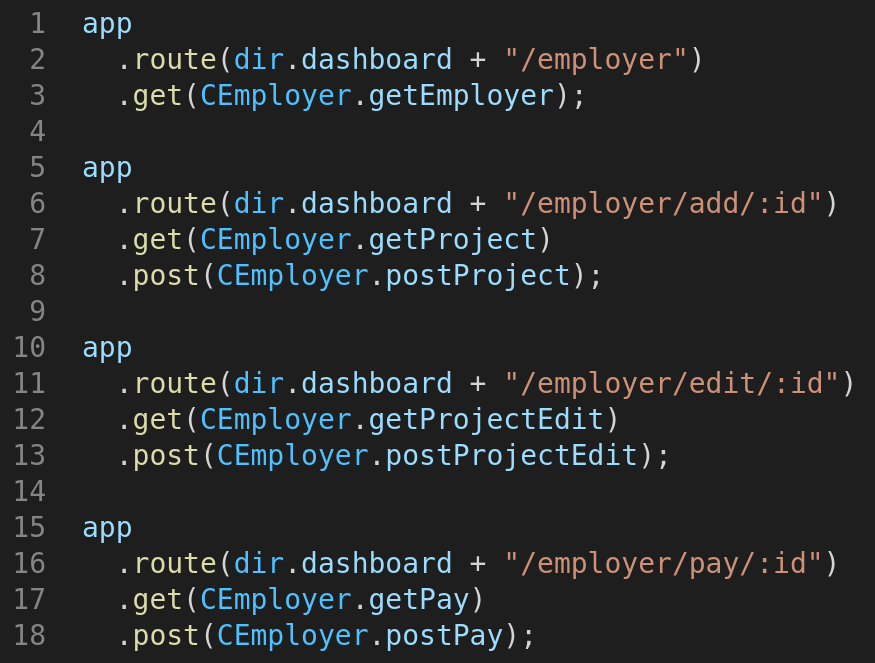 1 app
2 .route(dir.dashboard + "/employer")
3 .get(CEmployer.getEmployer);
4
5 app
6 .route(dir.dashboard + "/employer/add/:id")
7 .get(CEmployer.getProject)
8 .post(CEmployer.postProject);
9
10 app
11 .route(dir.dashboard + "/employer/edit/:id")
12 .get(CEmployer.getProjectEdit)
13 .post(CEmployer.postProjectEdit);
14
15 app
16 .route(dir.dashboard + "/employer/pay/:id")
17 .get(CEmployer.getPay)
18 .post(CEmployer.postPay);